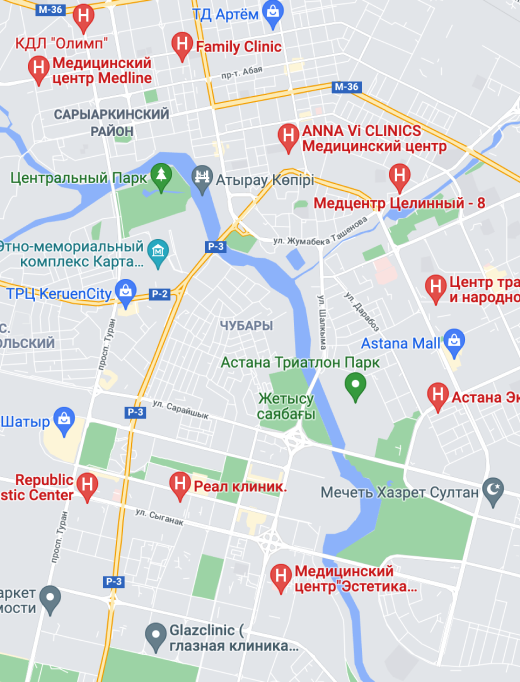 М-36
ТД Артём
КДЛ "Олимп"
Family Clinic
Медицинский
центр Medline
пр-т. Абая
М-36
САРЫАРКИНСКИЙ
РАЙОН
ANNA Vi CLINICS
Медицинский центр
Центральный Парк
Атырау Көпірі
Медцентр Целинный - 8
Этно-мемориальный
комплекс Карта...
Р-3
ул. Жумабека Ташенова
ТРЦ KeruenCity
Р-2
Центр тра
и народно
ул. Шалкыма
ул. Дарабоз
ЧУБАРЫ
с.
ОЛЬСКИЙ
просп. Туран
Astana Mall
Астана Триатлон Парк
Жетысу
саябағы
Астана Эк
ул. Сарайшык
Р-3
Шатыр
Republic
stic Center
Реал клиник.
Мечеть Хазрет Султан
ул. Сыганак
просп. Туран
Медицинский
центр"Эстетика...
Р-3
аркет
мости
Glazclinic (
глазная клиника...